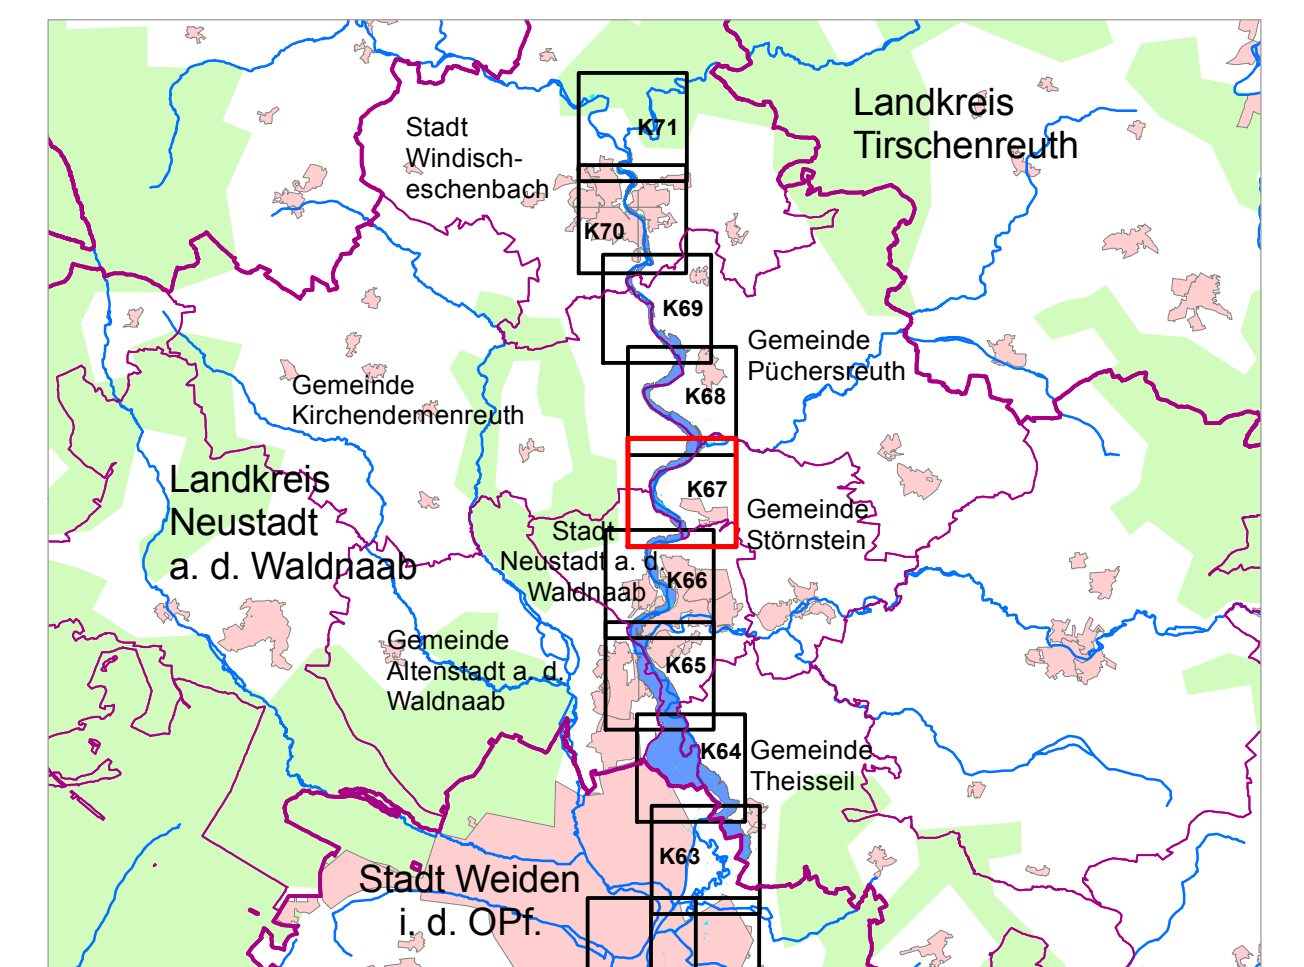 Landkreis
Tirschenreuth
Stadt
Windisch-
eschenbach
K71
K70
K69
Gemeinde
Püchersreuth
Gemeinde
Kirchendemenreuth
K68
Landkreis
Neustadt
a. d. Waldnaab
K67
Gemeinde
Störnstein
Stadt
Neustadt a. d.
Waldnaab
K66
Gemeinde
Altenstadt a. d.
Waldnaab
K65
K64
Gemeinde
Theisseil
K63
Stadt Weiden
i. d. OPf.